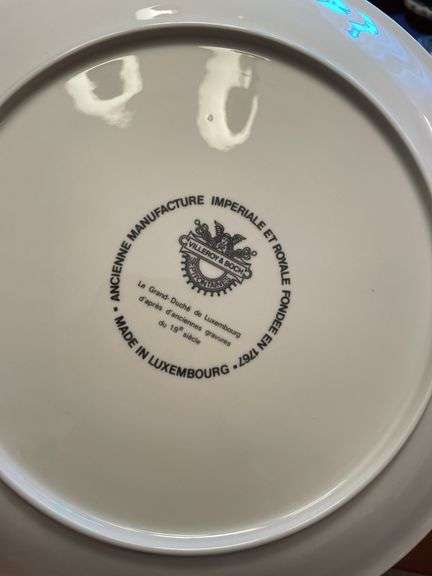 ANCIENNE MANUFACTURE IMPERIALE ET ROYALE FONDEE EN 1767
VILLEROY & BOCH
Le Grand-Duché de Luxembourg
d'après d'anciennes gravures
du 19e siècle
MADE IN LUXEMBOURG